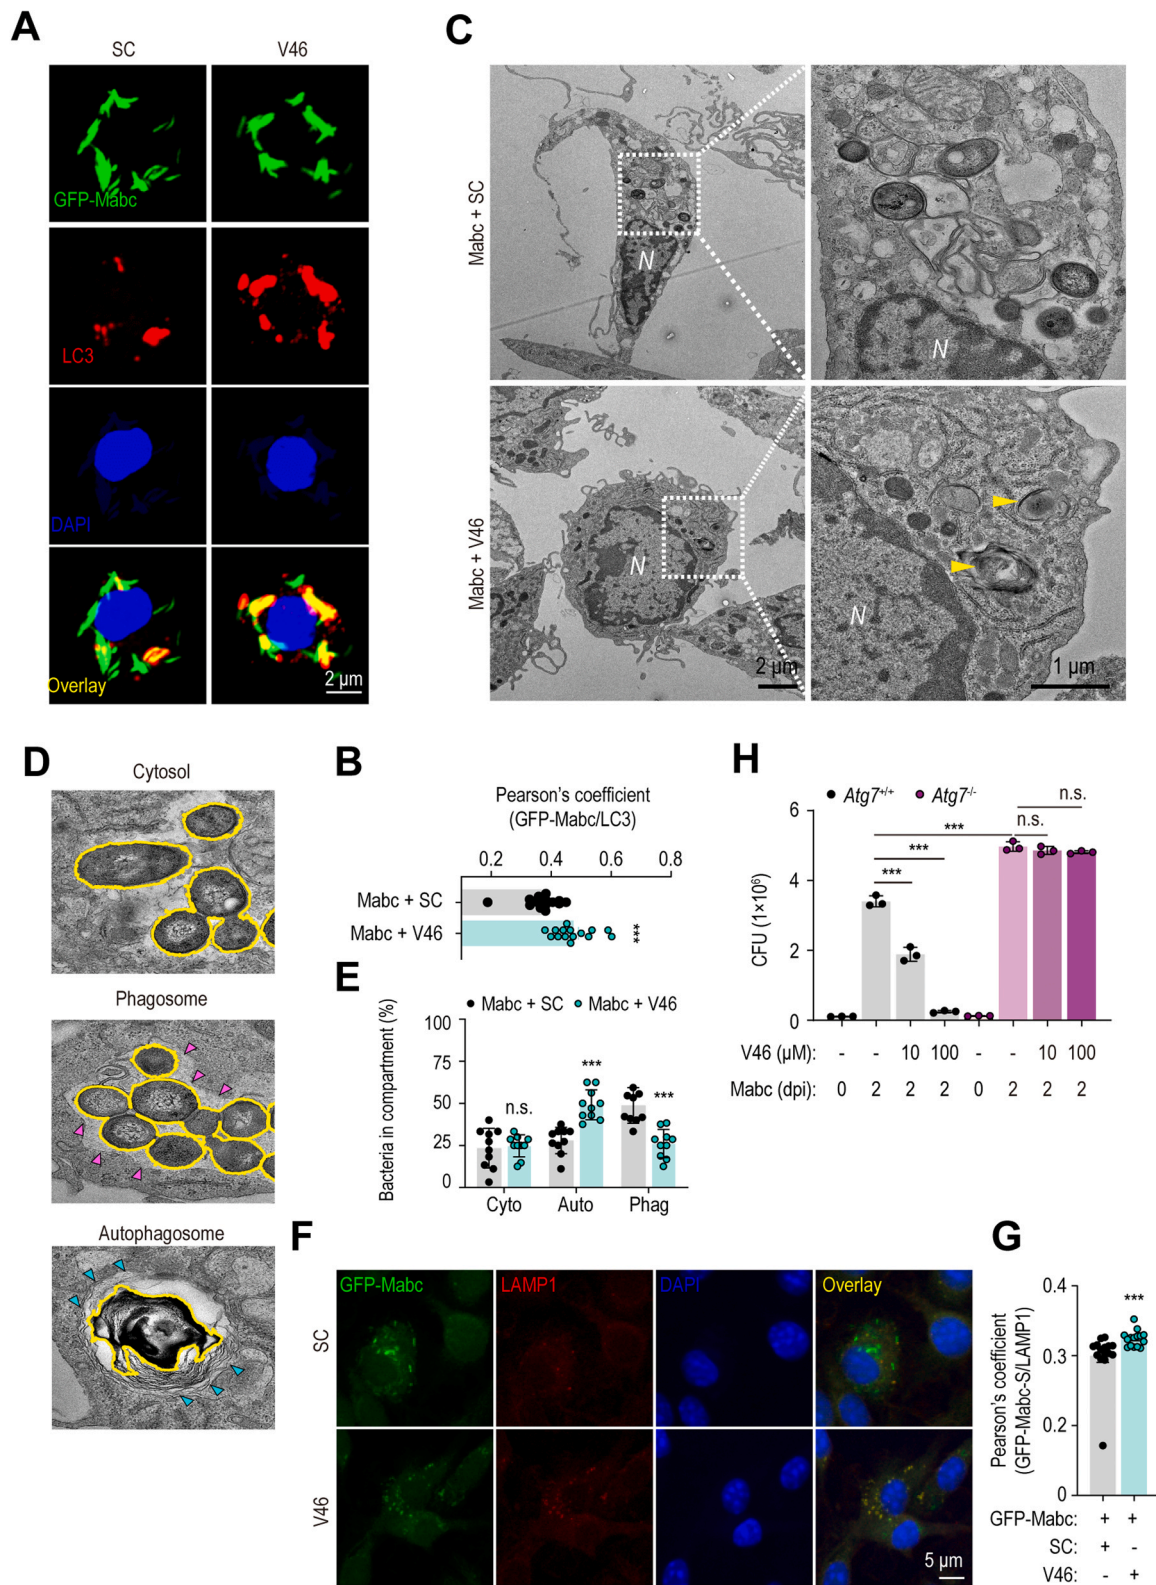 A
SC
V46
GFP-Mabc
LC3
DAPI
Overlay
2 µm
C
Mabc + SC
N
N
Mabc + V46
N
2 µm
N
1 µm
D
Cytosol
Phagosome
Autophagosome
B
Pearson's coefficient
(GFP-Mabc/LC3)
0.2 0.4 0.6 0.8
Mabc + SC
Mabc + V46
***
E
Mabc + SC Mabc + V46
Bacteria in compartment (%)
100
75
50
25
0
n.s.
***
***
Cyto Auto Phag
H
Atg7+/+ Atg7-/-
CFU (1×10⁶)
6
4
2
0
***
***
***
n.s.
n.s.
V46 (µM): - - 10 100 - - 10 100
Mabc (dpi): 0 2 2 2 0 2 2 2
F
GFP-Mabc LAMP1 DAPI Overlay
SC
V46
5 µm
G
Pearson's coefficient
(GFP-Mabc-S/LAMP1)
0.4
0.3
0.2
0
***
GFP-Mabc: + +
SC: + -
V46: - +